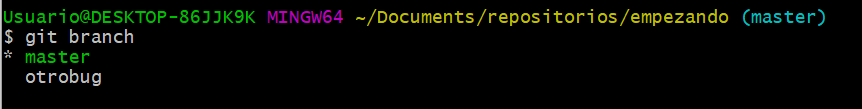 Usuario@DESKTOP-86JJK9K MINGW64 ~/Documents/repositorios/empezando (master)
$ git branch
* master
  otrobug